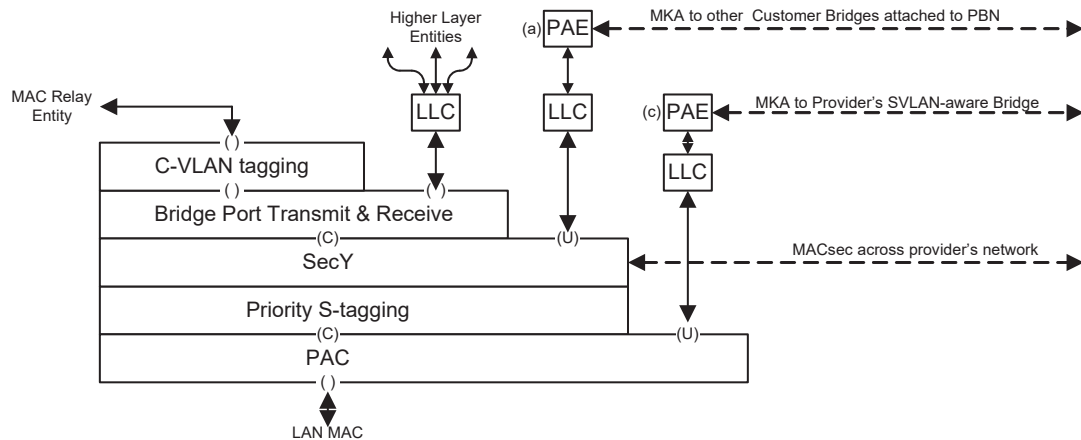 Higher Layer
Entities
(a) PAE
MKA to other Customer Bridges attached to PBN
MAC Relay
Entity
LLC
LLC
(c) PAE
MKA to Provider's SVLAN-aware Bridge
( )
C-VLAN tagging
LLC
( )
( )
Bridge Port Transmit & Receive
(C)
(U)
SecY
MACsec across provider's network
Priority S-tagging
(C)
(U)
PAC
( )
LAN MAC